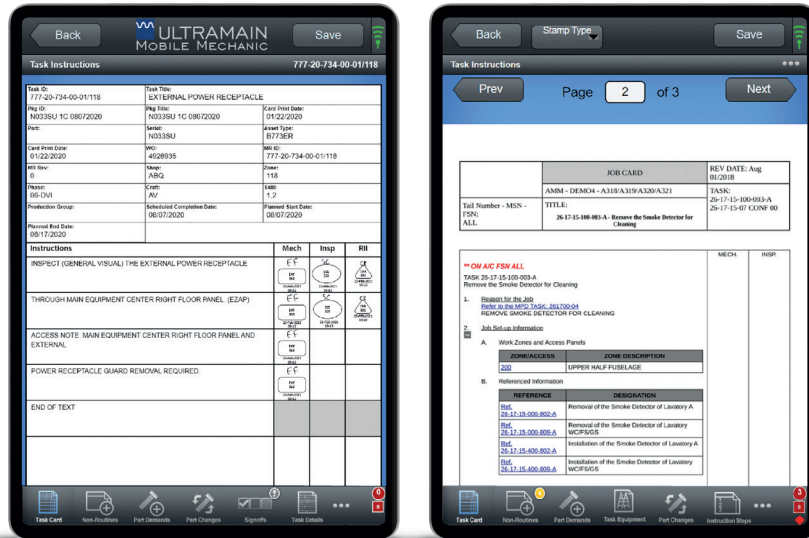 Back
ULTRAMAIN
MOBILE MECHANIC
Save
Task Instructions 777-20-734-00-01/118
Task ID: Task Title:
777-20-734-00-01/118 EXTERNAL POWER RECEPTACLE
Pkg ID: Pkg Title: Card Print Date:
N033SU 1C 08072020 N033SU 1C 08072020 01/22/2020
Part: Serial: Asset Type:
N033SU B773ER
Card Print Date: WO: MR ID:
01/22/2020 4926935 777-20-734-00-01/118
MR Rev: Shop: Zone:
0 ABQ 118
Phase: Craft: Skill:
06-DVI AV 1,2
Production Group: Scheduled Completion Date: Planned Start Date:
08/07/2020 08/07/2020
Planned End Date:
08/17/2020
Instructions Mech Insp RII
INSPECT (GENERAL VISUAL) THE EXTERNAL POWER RECEPTACLE EF
THROUGH MAIN EQUIPMENT CENTER RIGHT FLOOR PANEL (EZAP) EF
ACCESS NOTE: MAIN EQUIPMENT CENTER RIGHT FLOOR PANEL AND EF
EXTERNAL
POWER RECEPTACLE GUARD REMOVAL REQUIRED. EF
END OF TEXT
Task Card Non-Routines Part Demands Part Changes Signoffs Task Details
0
0
Back
Stamp Type
Save
Task Instructions
Prev Page 2 of 3 Next
JOB CARD REV DATE: Aug
01/2018
AMM - DEMO4 - A318/A319/A320/A321 TASK:
26-17-15-100-003-A
26-17-15-07 CONF 00
Tail Number - MSN -
FSN:
ALL
TITLE:
26-17-15-100-003-A - Remove the Smoke Detector for
Cleaning
MECH. INSP.
** ON A/C FSN ALL
TASK 26-17-15-100-003-A
Remove the Smoke Detector for Cleaning
1. Reason for the Job
Refer to the MPD TASK: 261700-04
REMOVE SMOKE DETECTOR FOR CLEANING
2. Job Set-up Information
A. Work Zones and Access Panels
ZONE/ACCESS ZONE DESCRIPTION
200 UPPER HALF FUSELAGE
B. Referenced Information
REFERENCE DESIGNATION
Ref. Removal of the Smoke Detector of Lavatory A
26-17-15-000-802-A
Ref. Removal of the Smoke Detector of Lavatory
26-17-15-000-809-A WC/FS/GS
Ref. Installation of the Smoke Detector of Lavatory A
26-17-15-400-802-A
Ref. Installation of the Smoke Detector of Lavatory
26-17-15-400-809-A WC/FS/GS
Task Card Non-Routines Part Demands Task Equipment Part Changes Instruction Steps
3
0